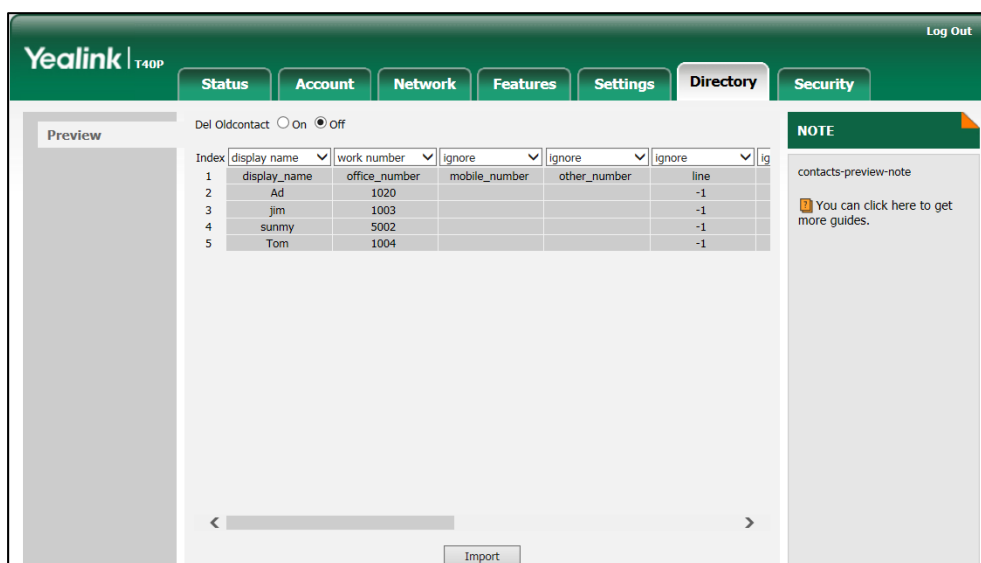 Log Out
Yealink T40P
Status Account Network Features Settings Directory Security
Preview
Del Oldcontact On Off
NOTE
Index display name work number ignore ignore ignore ig
1 display_name office_number mobile_number other_number line
2 Ad 1020 -1
3 jim 1003 -1
4 sunmy 5002 -1
5 Tom 1004 -1
contacts-preview-note
? You can click here to get
more guides.
Import